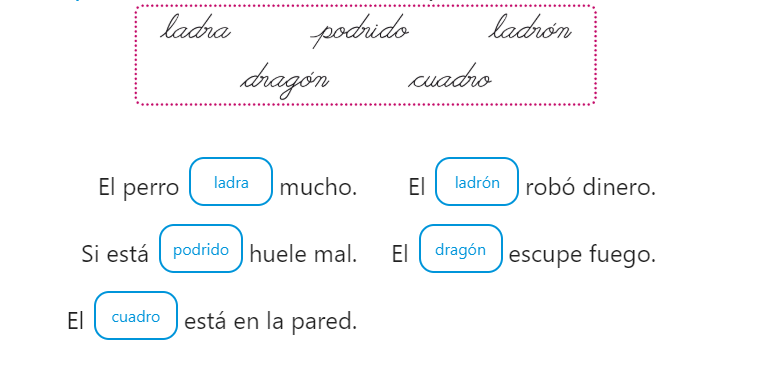 ladra podrido ladrón
dragón cuadro
El perro ladra mucho. El ladrón robó dinero.
Si está podrido huele mal. El dragón escupe fuego.
El cuadro está en la pared.